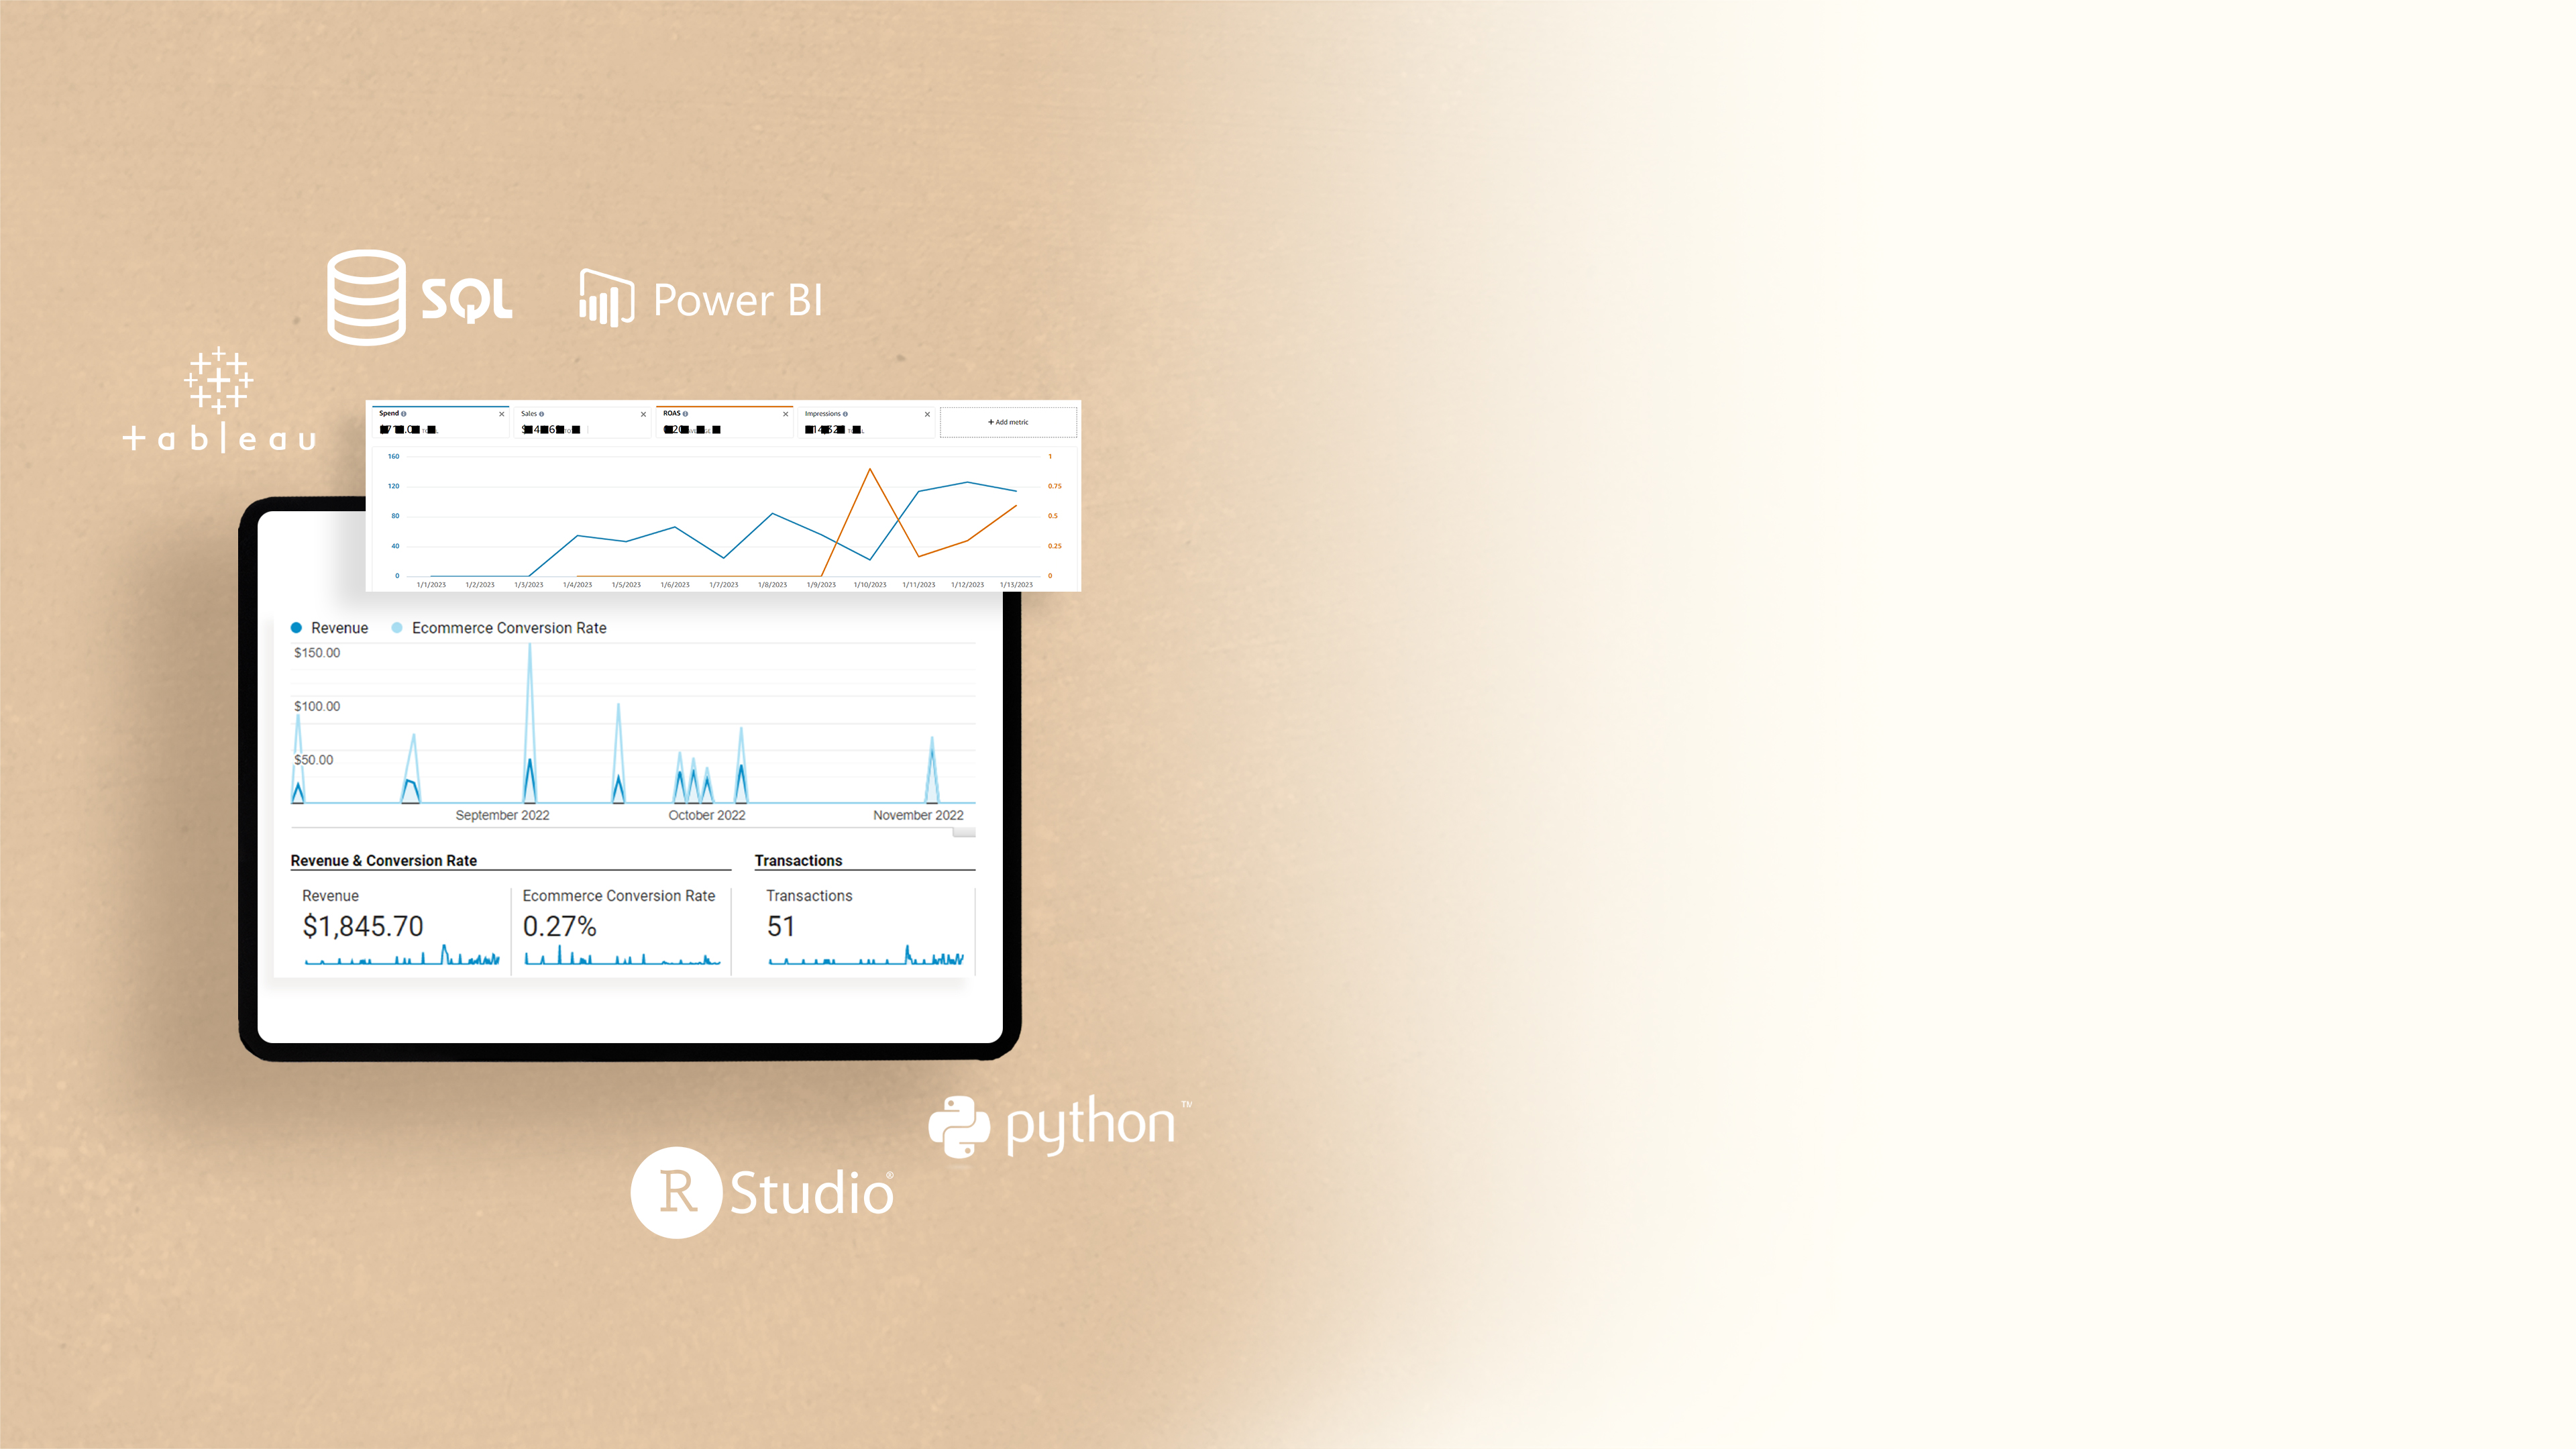 SQL
Power BI
+ableau
Spend
Sales
ROAS
Impressions
+ Add metric
160
1
120
0.75
80
0.5
40
0.25
0
0
1/1/2023 1/2/2023 1/3/2023 1/4/2023 1/5/2023 1/6/2023 1/7/2023 1/8/2023 1/9/2023 1/10/2023 1/11/2023 1/12/2023 1/13/2023
Revenue Ecommerce Conversion Rate
$150.00
$100.00
$50.00
September 2022 October 2022 November 2022
Revenue & Conversion Rate
Transactions
Revenue
Ecommerce Conversion Rate
Transactions
$1,845.70
0.27%
51
python™
R Studio®